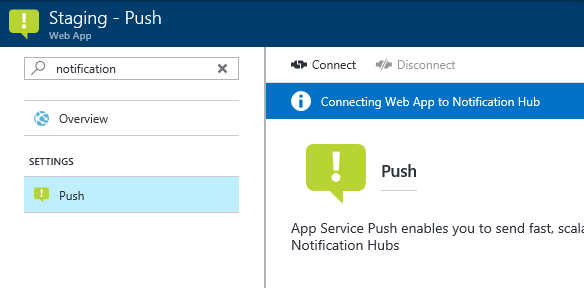 Staging - Push
Web App
notification
Overview
SETTINGS
Push
Connect
Disconnect
Connecting Web App to Notification Hub
Push
App Service Push enables you to send fast,
Notification Hubs